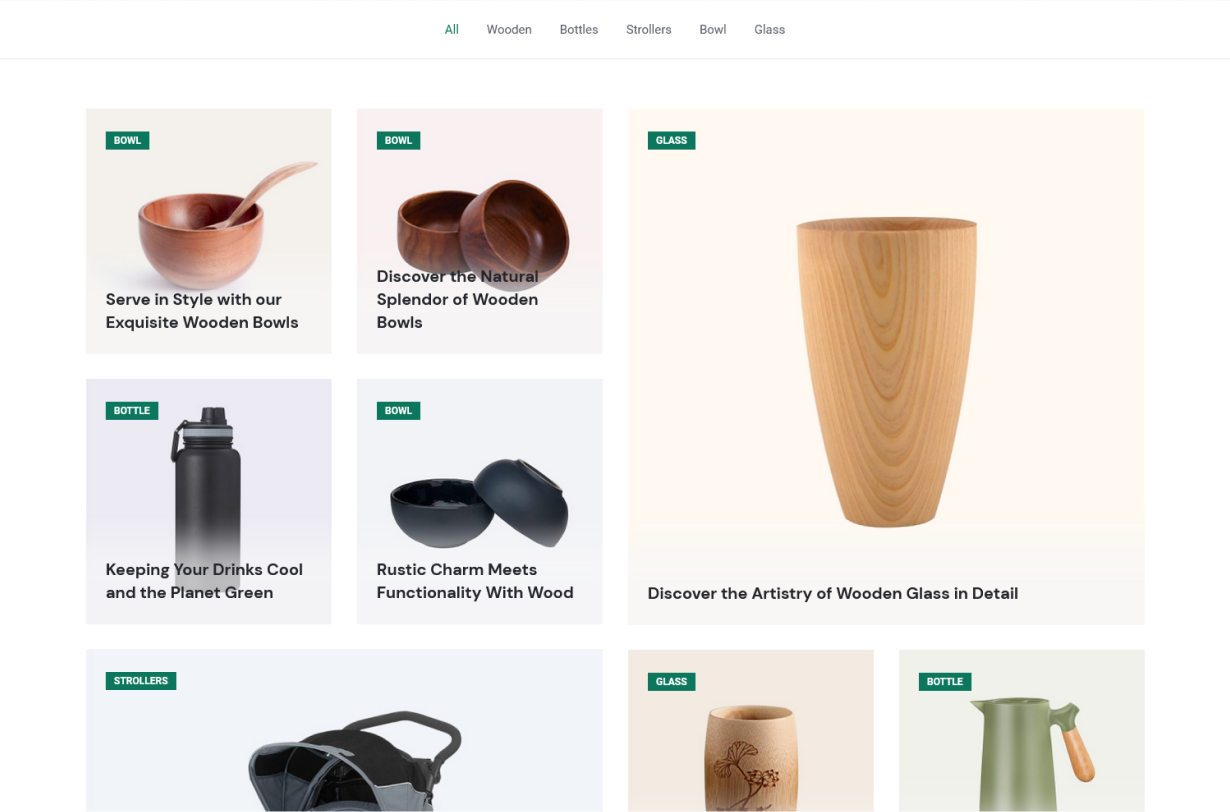 All Wooden Bottles Strollers Bowl Glass
BOWL
Serve in Style with our
Exquisite Wooden Bowls
BOWL
Discover the Natural
Splendor of Wooden
Bowls
GLASS
Discover the Artistry of Wooden Glass in Detail
BOTTLE
Keeping Your Drinks Cool
and the Planet Green
BOWL
Rustic Charm Meets
Functionality With Wood
STROLLERS
GLASS
BOTTLE